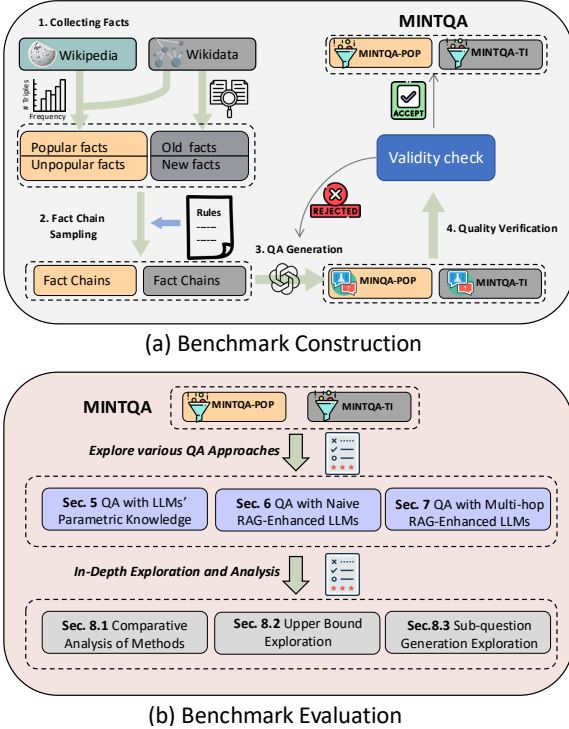 MINTQA
1. Collecting Facts
Wikipedia
Wikidata
MINTQA-POP
MINTQA-TI
# Triples
Frequency
ACCEPT
Popular facts
Unpopular facts
Old facts
New facts
Validity check
2. Fact Chain
Sampling
Rules
REJECTED
3. QA Generation
4. Quality Verification
Fact Chains
Fact Chains
MINQA-POP
MINTQA-TI
(a) Benchmark Construction
MINTQA
MINTQA-POP
MINTQA-TI
Explore various QA Approaches
Sec. 5 QA with LLMs'
Parametric Knowledge
Sec. 6 QA with Naive
RAG-Enhanced LLMs
Sec. 7 QA with Multi-hop
RAG-Enhanced LLMs
In-Depth Exploration and Analysis
Sec. 8.1 Comparative
Analysis of Methods
Sec. 8.2 Upper Bound
Exploration
Sec.8.3 Sub-question
Generation Exploration
(b) Benchmark Evaluation